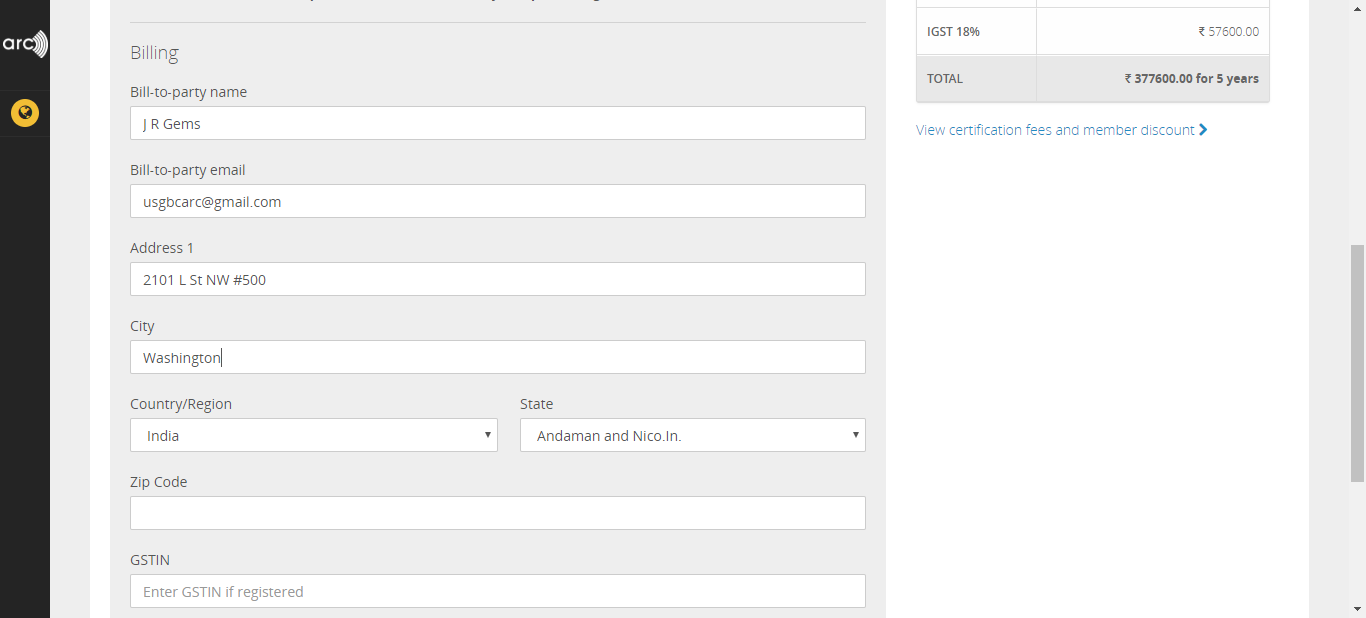 arc
Billing
Bill-to-party name
J R Gems
Bill-to-party email
usgbcarc@gmail.com
Address 1
2101 L St NW #500
City
Washington
Country/Region State
India Andaman and Nico.In.
Zip Code
GSTIN
Enter GSTIN if registered
IGST 18% ₹ 57600.00
TOTAL ₹ 377600.00 for 5 years
View certification fees and member discount